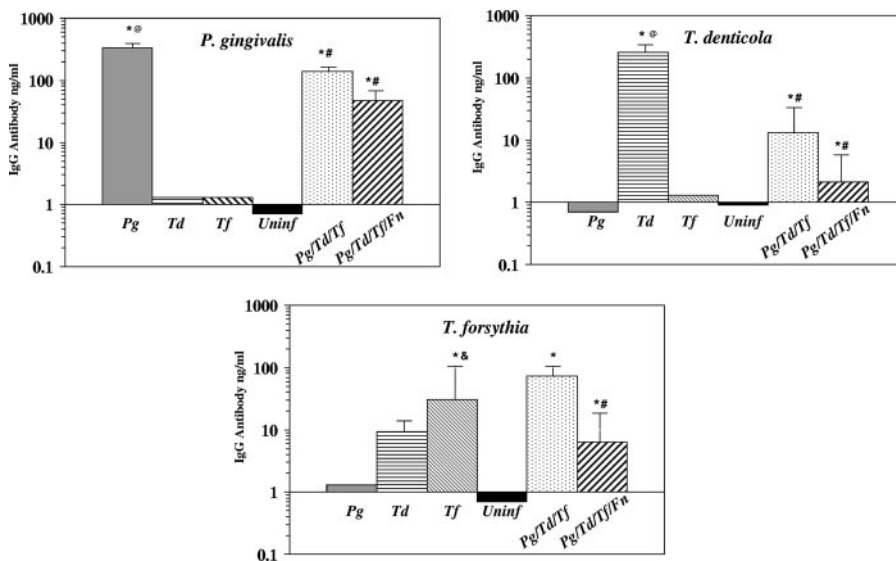 P. gingivalis
IgG Antibody ng/ml
1000
100
10
1
0.1
*@
*#
*#
Pg
Td
Tf
Uninf
Pg/Td/Tf
Pg/Td/Tf/Fn
T. denticola
IgG Antibody ng/ml
1000
100
10
1
0.1
*@
*#
*#
Pg
Td
Tf
Uninf
Pg/Td/Tf
Pg/Td/Tf/Fn
T. forsythia
IgG Antibody ng/ml
1000
100
10
1
0.1
*&
*
*#
Pg
Td
Tf
Uninf
Pg/Td/Tf
Pg/Td/Tf/Fn